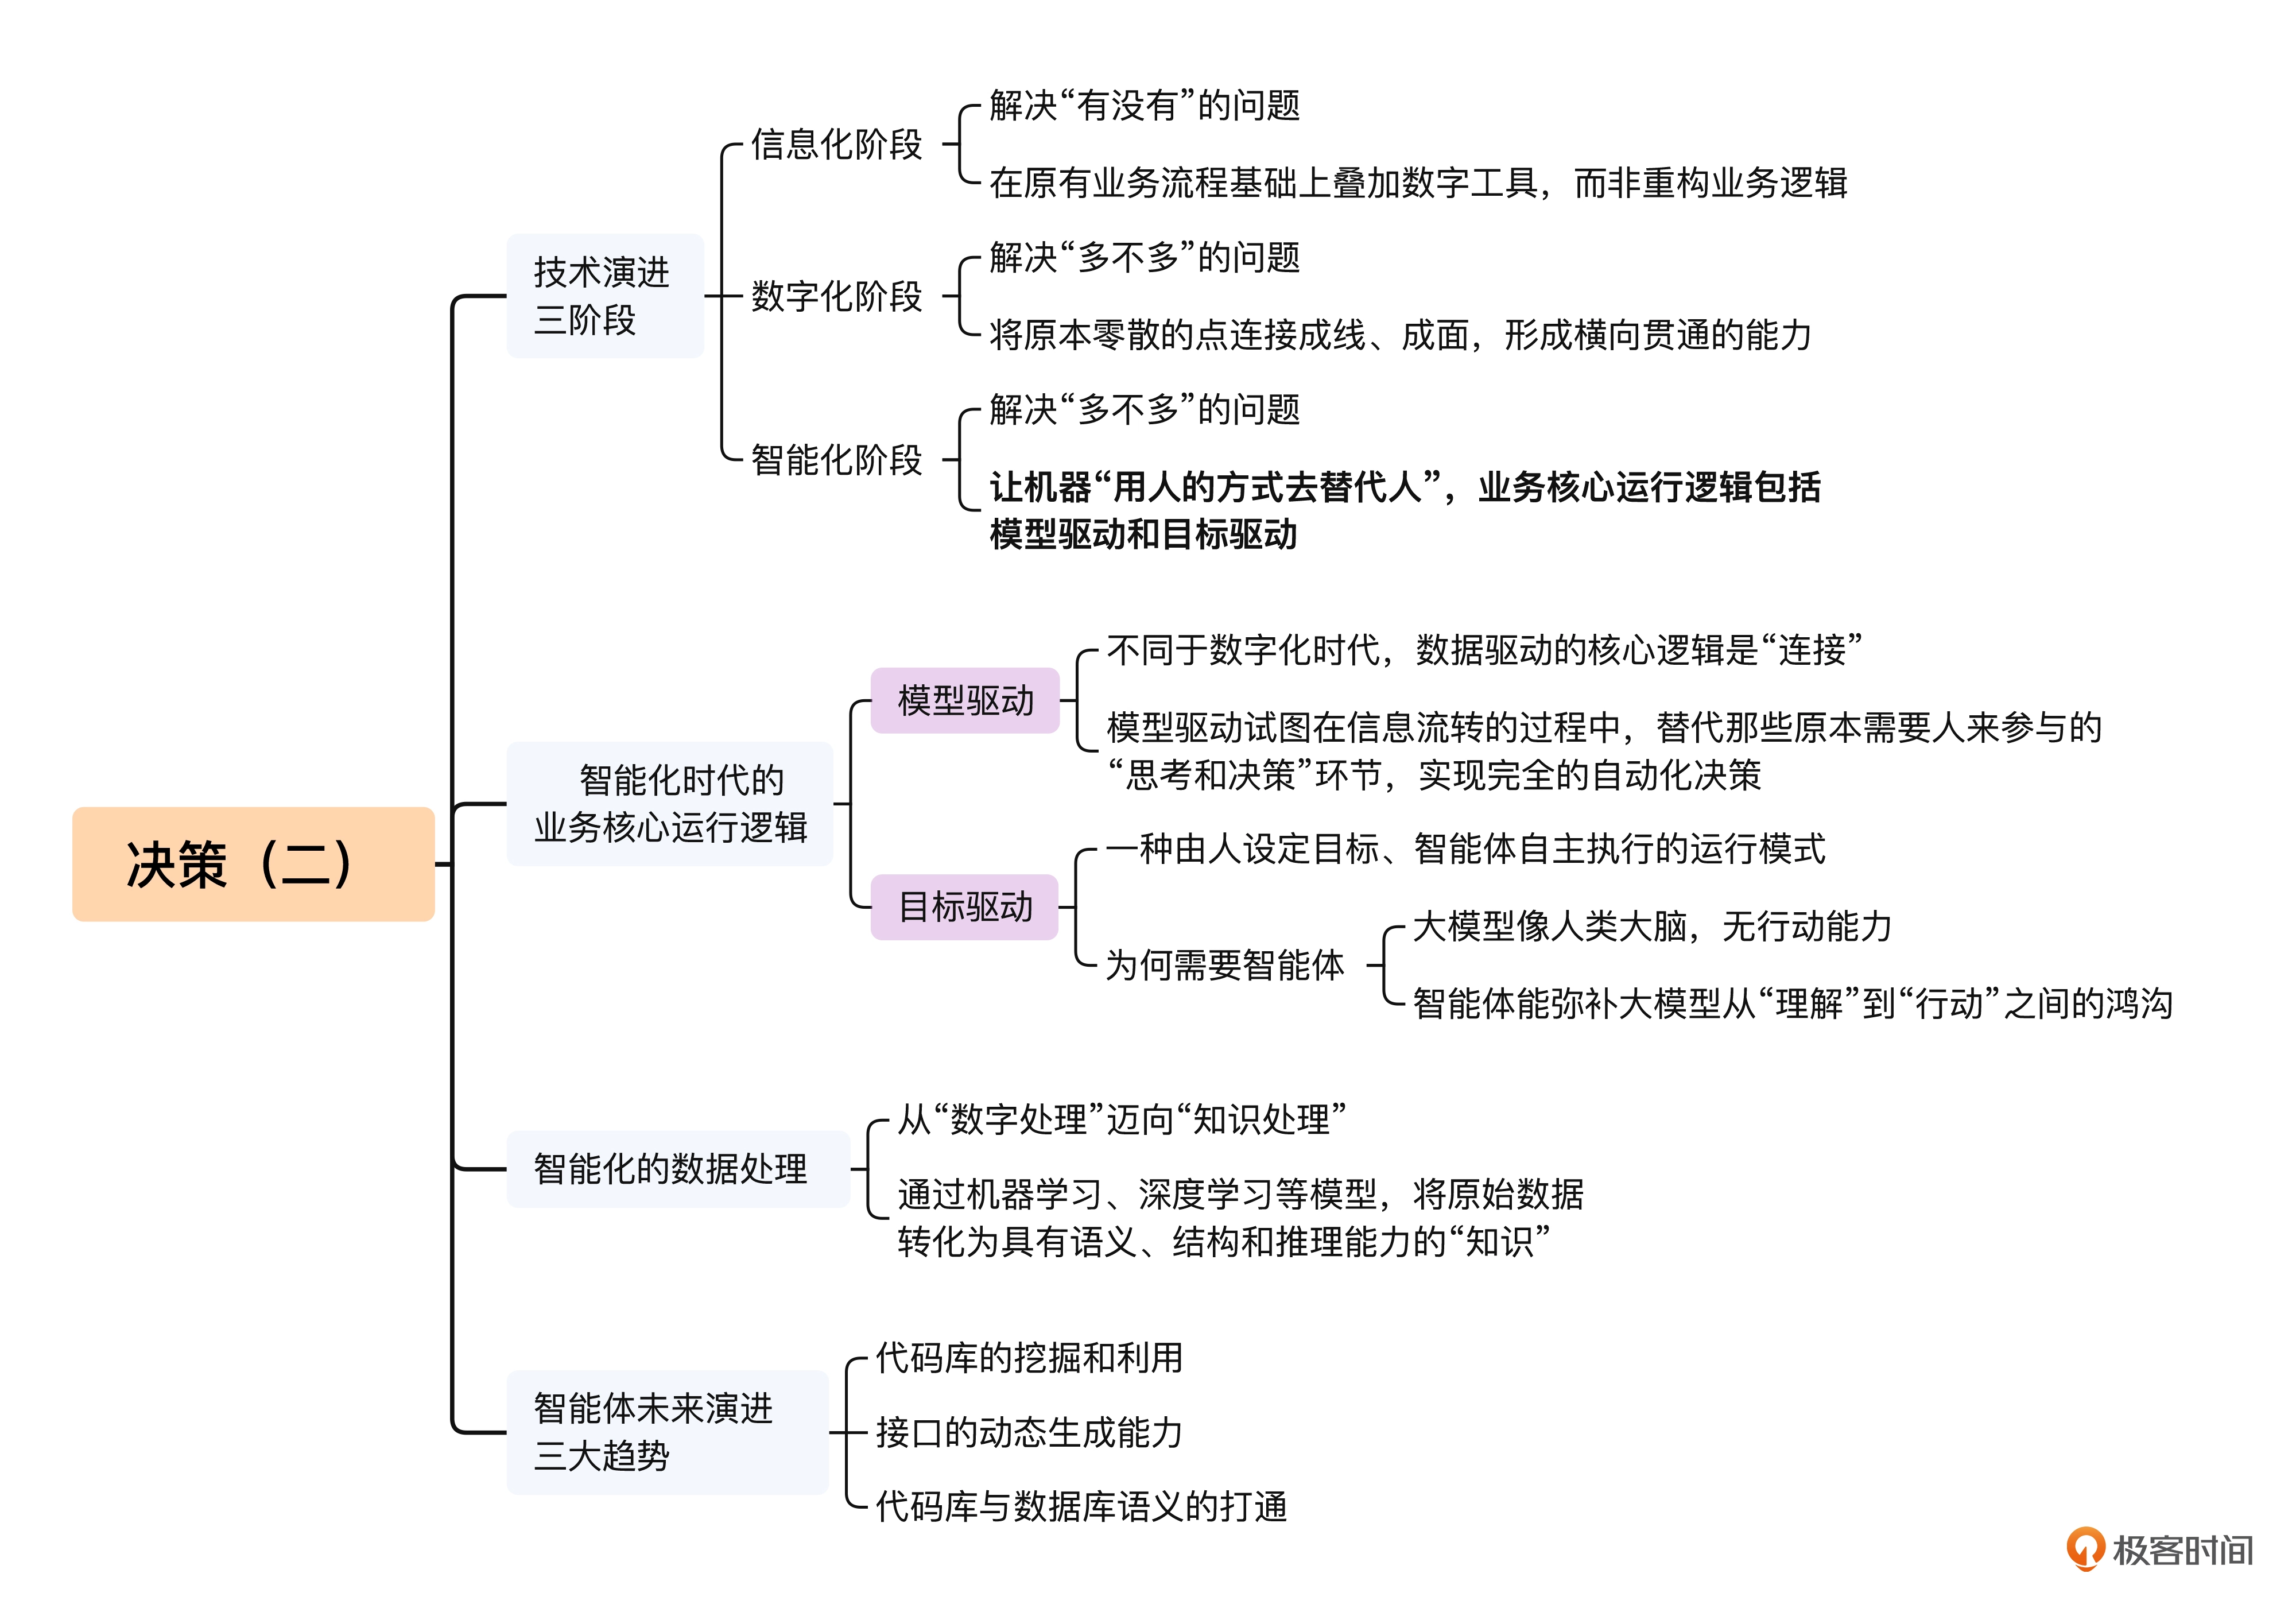 决策（二）
技术演进
三阶段
信息化阶段
解决“有没有”的问题
在原有业务流程基础上叠加数字工具，而非重构业务逻辑
数字化阶段
解决“多不多”的问题
将原本零散的点连接成线、成面，形成横向贯通的能力
智能化阶段
解决“多不多”的问题
让机器“用人的方式去替代人”，业务核心运行逻辑包括
模型驱动和目标驱动
智能化时代的
业务核心运行逻辑
模型驱动
不同于数字化时代，数据驱动的核心逻辑是“连接”
模型驱动试图在信息流转的过程中，替代那些原本需要人来参与的
“思考和决策”环节，实现完全的自动化决策
目标驱动
一种由人设定目标、智能体自主执行的运行模式
为何需要智能体
大模型像人类大脑，无行动能力
智能体能弥补大模型从“理解”到“行动”之间的鸿沟
智能化的数据处理
从“数字处理”迈向“知识处理”
通过机器学习、深度学习等模型，将原始数据
转化为具有语义、结构和推理能力的“知识”
智能体未来演进
三大趋势
代码库的挖掘和利用
接口的动态生成能力
代码库与数据库语义的打通
极客时间